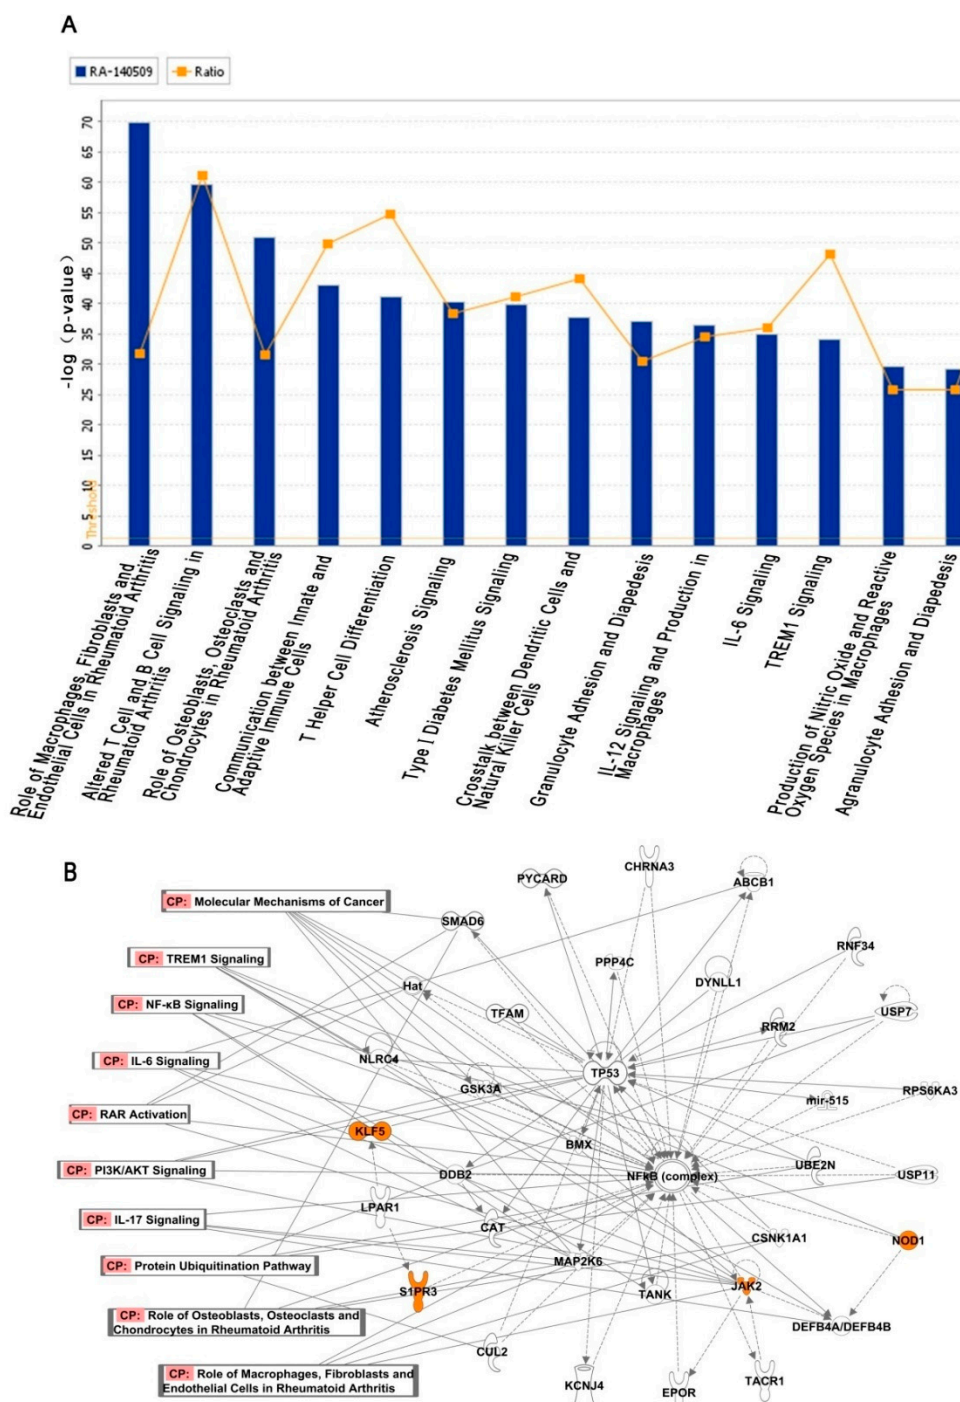 A
RA-140509
Ratio
-log (p-value)
70
65
60
55
50
45
40
35
30
25
20
15
10
5
0
Threshold
Role of Macrophages, Fibroblasts and
Endothelial Cells in Rheumatoid Arthritis
Altered T Cell and B Cell Signaling in
Rheumatoid Arthritis
Role of Osteoblasts, Osteoclasts and
Chondrocytes in Rheumatoid Arthritis
Communication between Innate and
Adaptive Immune Cells
T Helper Cell Differentiation
Atherosclerosis Signaling
Type I Diabetes Mellitus Signaling
Crosstalk between Dendritic Cells and
Natural Killer Cells
Granulocyte Adhesion and Diapedesis
IL-12 Signaling and Production in
Macrophages
IL-6 Signaling
TREM1 Signaling
Production of Nitric Oxide and Reactive
Oxygen Species in Macrophages
Agranulocyte Adhesion and Diapedesis
B
CHRNA3
PYCARD
ABCB1
CP: Molecular Mechanisms of Cancer
SMAD6
RNF34
CP: TREM1 Signaling
PPP4C
DYNLL1
Hat
CP: NF-κB Signaling
TFAM
USP7
RRM2
CP: IL-6 Signaling
NLRC4
TP53
GSK3A
RPS6KA3
mir-515
CP: RAR Activation
KLF5
BMX
CP: PI3K/AKT Signaling
DDB2
NFkB (complex)
UBE2N
USP11
LPAR1
CP: IL-17 Signaling
CAT
CSNK1A1
NOD1
CP: Protein Ubiquitination Pathway
MAP2K6
S1PR3
TANK
JAK2
CP: Role of Osteoblasts, Osteoclasts and
Chondrocytes in Rheumatoid Arthritis
DEFB4A/DEFB4B
CUL2
CP: Role of Macrophages, Fibroblasts and
Endothelial Cells in Rheumatoid Arthritis
KCNJ4
EPOR
TACR1